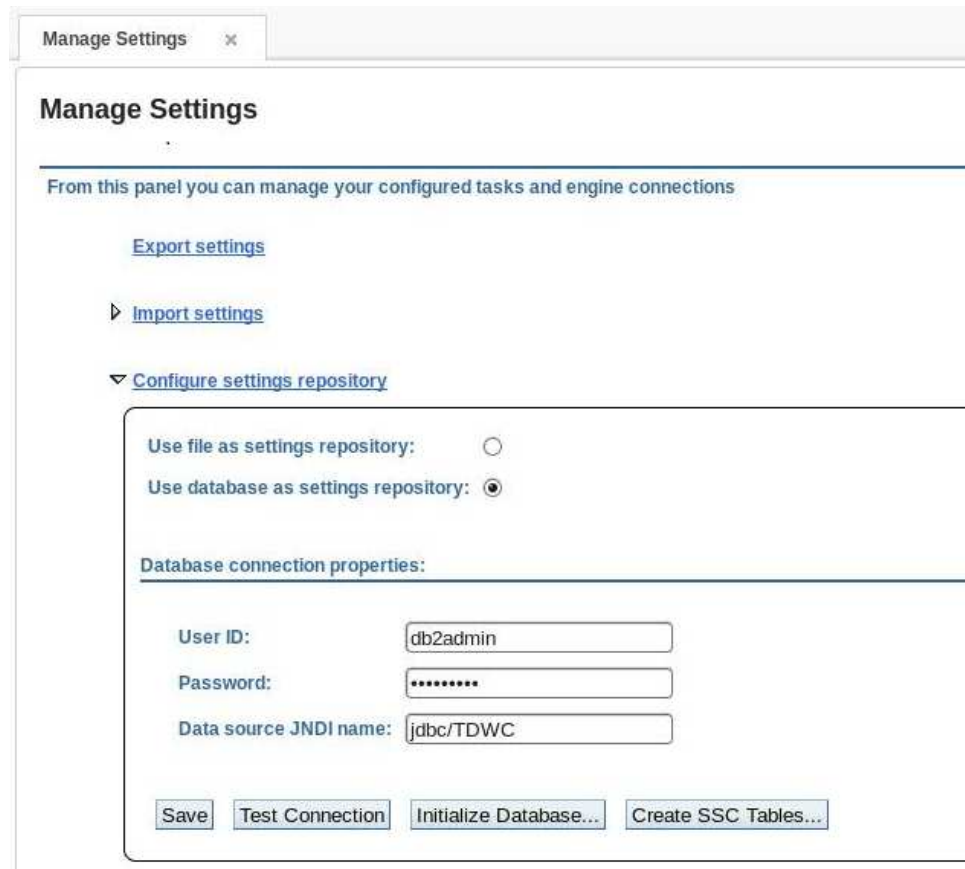 Manage Settings
Manage Settings
From this panel you can manage your configured tasks and engine connections
Export settings
Import settings
Configure settings repository
Use file as settings repository:
Use database as settings repository:
Database connection properties:
User ID: db2admin
Password: •••••••••
Data source JNDI name: jdbc/TDWC
Save Test Connection Initialize Database... Create SSC Tables...